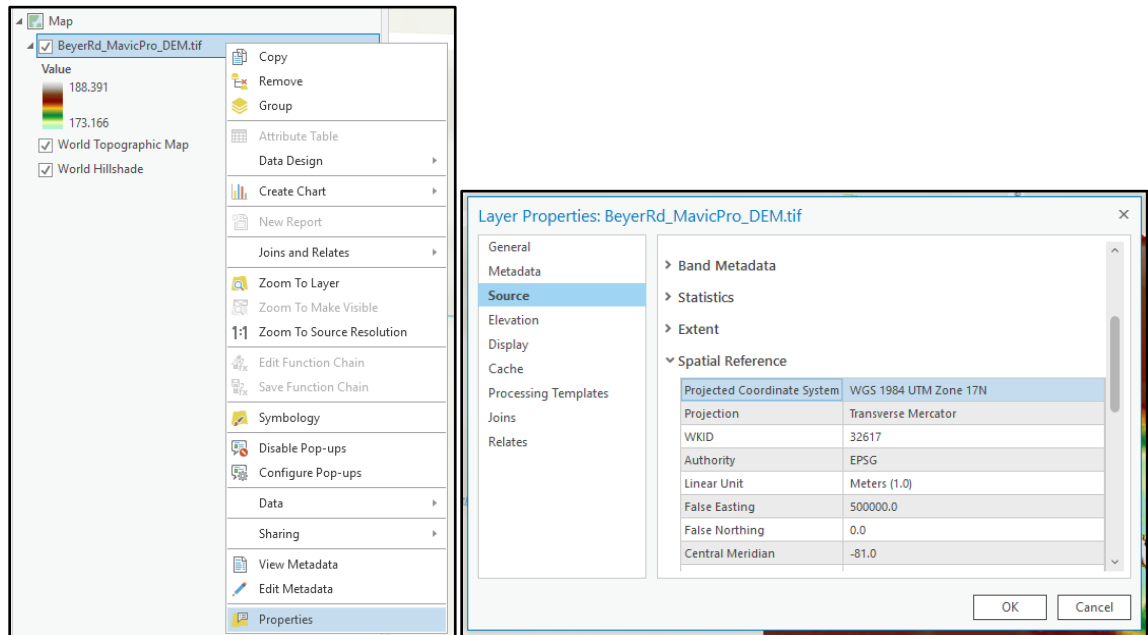 Map
BeyerRd_MavicPro_DEM.tif
Value
188.391
173.166
World Topographic Map
World Hillshade
Copy
Remove
Group
Attribute Table
Data Design
Create Chart
New Report
Joins and Relates
Zoom To Layer
Zoom To Make Visible
1:1 Zoom To Source Resolution
Edit Function Chain
Save Function Chain
Symbology
Disable Pop-ups
Configure Pop-ups
Data
Sharing
View Metadata
Edit Metadata
Properties
Layer Properties: BeyerRd_MavicPro_DEM.tif
General
Metadata
Source
Elevation
Display
Cache
Processing Templates
Joins
Relates
Band Metadata
Statistics
Extent
Spatial Reference
Projected Coordinate System WGS 1984 UTM Zone 17N
Projection Transverse Mercator
WKID 32617
Authority EPSG
Linear Unit Meters (1.0)
False Easting 500000.0
False Northing 0.0
Central Meridian -81.0
OK Cancel